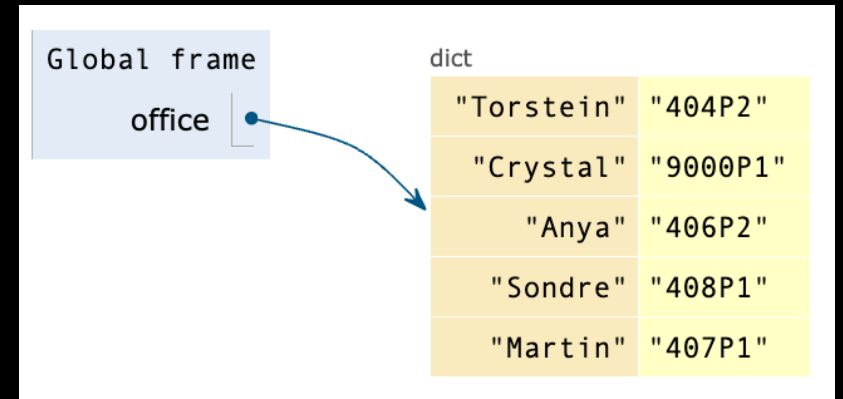 Global frame
office
dict
"Torstein" "404P2"
"Crystal" "9000P1"
"Anya" "406P2"
"Sondre" "408P1"
"Martin" "407P1"